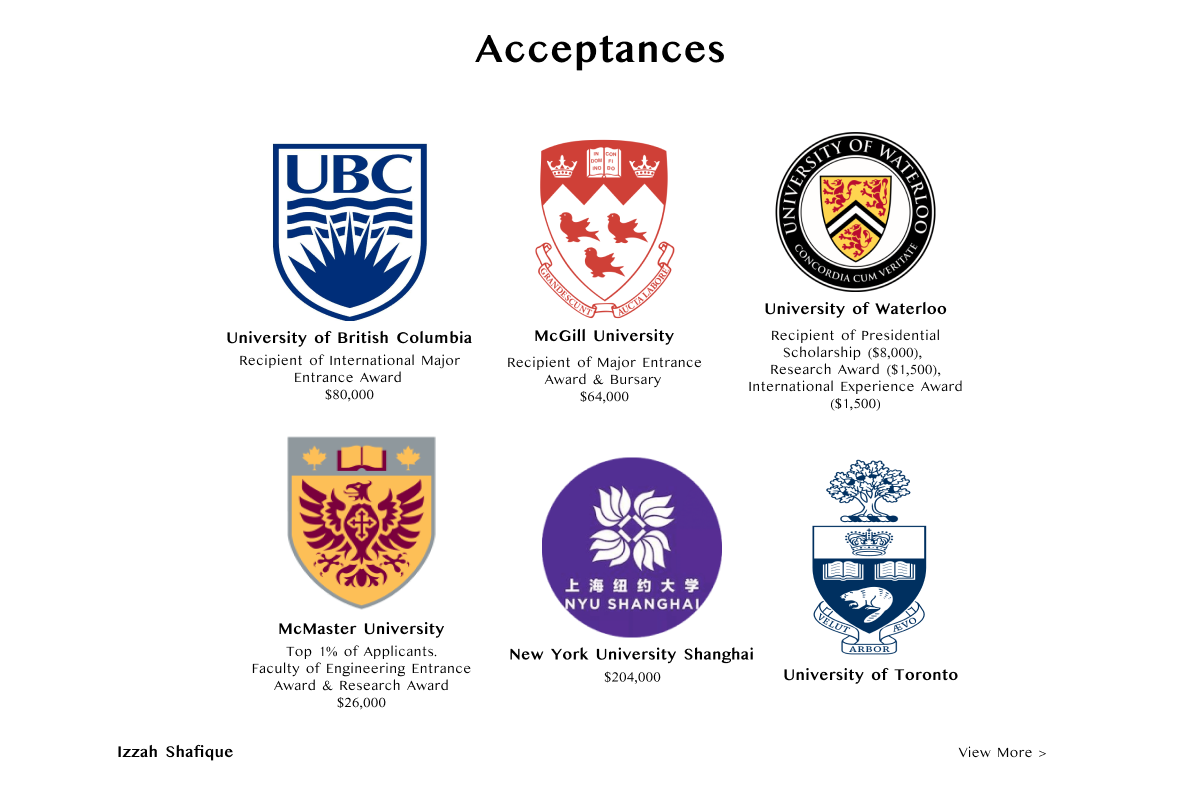 Acceptances
UBC
IN DOMINO
CONFIDO
GRANDESCUNT AUCTA LABORE
UNIVERSITY OF WATERLOO
CONCORDIA CUM VERITATE
University of British Columbia
Recipient of International Major
Entrance Award
$80,000
McGill University
Recipient of Major Entrance
Award & Bursary
$64,000
University of Waterloo
Recipient of Presidential
Scholarship ($8,000),
Research Award ($1,500),
International Experience Award
($1,500)
McMaster University
Top 1% of Applicants.
Faculty of Engineering Entrance
Award & Research Award
$26,000
上海纽约大学
NYU SHANGHAI
New York University Shanghai
$204,000
VELUT ÆVO
ARBOR
University of Toronto
Izzah Shafique
View More >